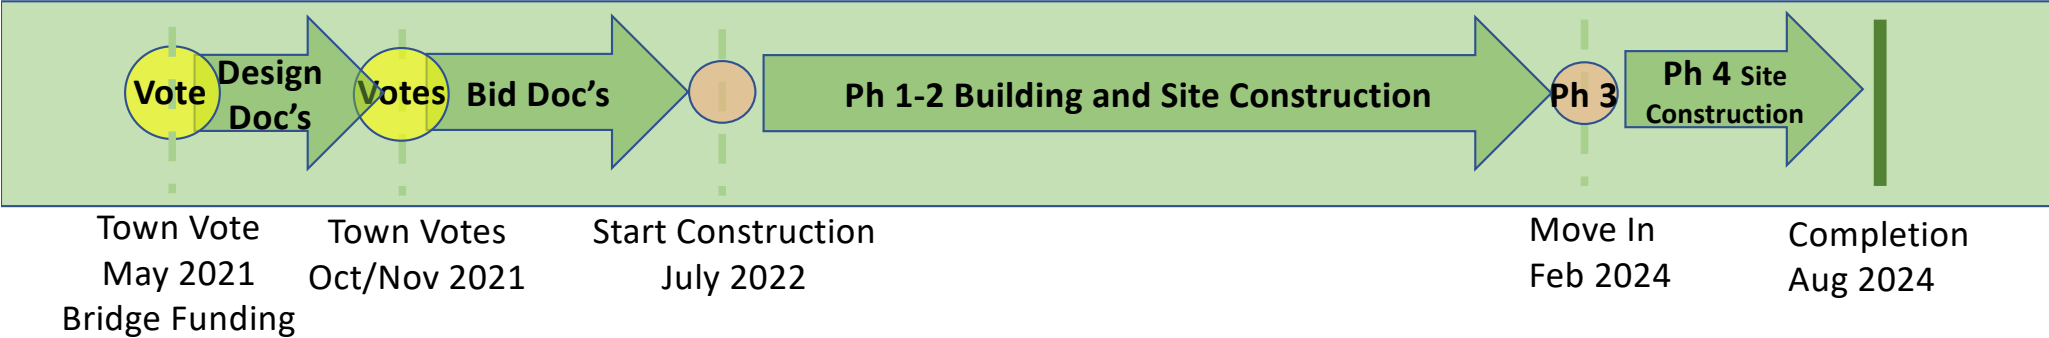 Vote
Design
Doc’s
Votes
Bid Doc’s
Ph 1-2 Building and Site Construction
Ph 3
Ph 4 Site
Construction
Town Vote
May 2021
Bridge Funding
Town Votes
Oct/Nov 2021
Start Construction
July 2022
Move In
Feb 2024
Completion
Aug 2024